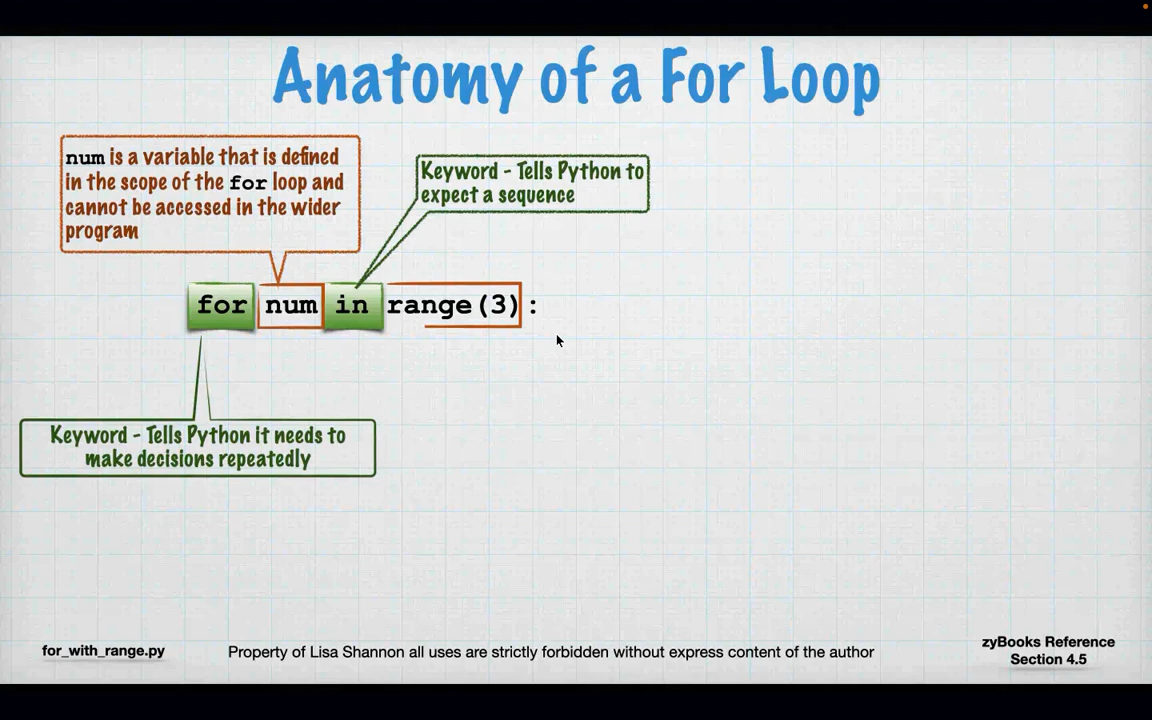 Anatomy of a For Loop
num is a variable that is defined
in the scope of the for loop and
cannot be accessed in the wider
program
Keyword - Tells Python to
expect a sequence
for num in range(3):
Keyword - Tells Python it needs to
make decisions repeatedly
for_with_range.py
Property of Lisa Shannon all uses are strictly forbidden without express content of the author
zyBooks Reference
Section 4.5